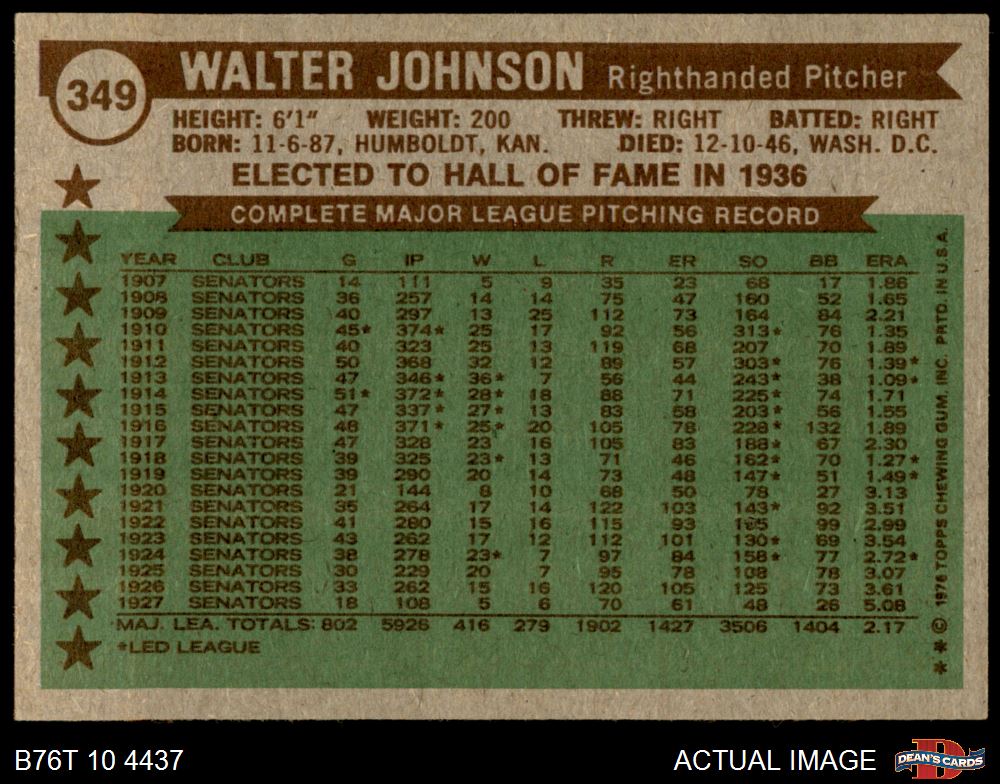 349
WALTER JOHNSON Righthanded Pitcher
HEIGHT: 6'1" WEIGHT: 200 THREW: RIGHT BATTED: RIGHT
BORN: 11-6-87, HUMBOLDT, KAN. DIED: 12-10-46, WASH. D.C.
ELECTED TO HALL OF FAME IN 1936
COMPLETE MAJOR LEAGUE PITCHING RECORD
YEAR CLUB G IP W L R ER SO BB ERA
1907 SENATORS 14 111 5 9 35 23 68 17 1.86
1908 SENATORS 36 257 14 14 75 47 160 52 1.65
1909 SENATORS 40 297 13 25 112 73 164 84 2.21
1910 SENATORS 45* 374* 25 17 92 56 313* 76 1.35
1911 SENATORS 40 323 25 13 119 68 207 70 1.89
1912 SENATORS 50 368 32 12 89 57 303* 76 1.39*
1913 SENATORS 47 346* 36* 7 56 44 243* 38 1.09*
1914 SENATORS 51* 372* 28* 18 88 71 225* 74 1.71
1915 SENATORS 47 337* 27* 13 83 58 203* 56 1.55
1916 SENATORS 48 371* 25* 20 105 78 228* 132 1.89
1917 SENATORS 47 328 23 16 105 83 188* 67 2.30
1918 SENATORS 39 325 23* 13 71 46 162* 70 1.27*
1919 SENATORS 39 290 20 14 73 48 147* 51 1.49*
1920 SENATORS 21 144 8 10 68 50 78 27 3.13
1921 SENATORS 35 264 17 14 122 103 143* 92 3.51
1922 SENATORS 41 280 15 16 115 93 99 2.99
1923 SENATORS 43 262 17 12 112 101 130* 69 3.54
1924 SENATORS 38 278 23* 7 97 84 158* 77 2.72*
1925 SENATORS 30 229 20 7 95 78 108 78 3.07
1926 SENATORS 33 262 15 16 120 105 125 73 3.61
1927 SENATORS 18 108 5 6 70 61 48 26 5.08
MAJ. LEA. TOTALS: 802 5926 416 279 1902 1427 3506 1404 2.17
*LED LEAGUE
* * © 1976 TOPPS CHEWING GUM, INC. PRTD. IN U.S.A.
B76T 10 4437 ACTUAL IMAGE
D
DEAN'S CARDS